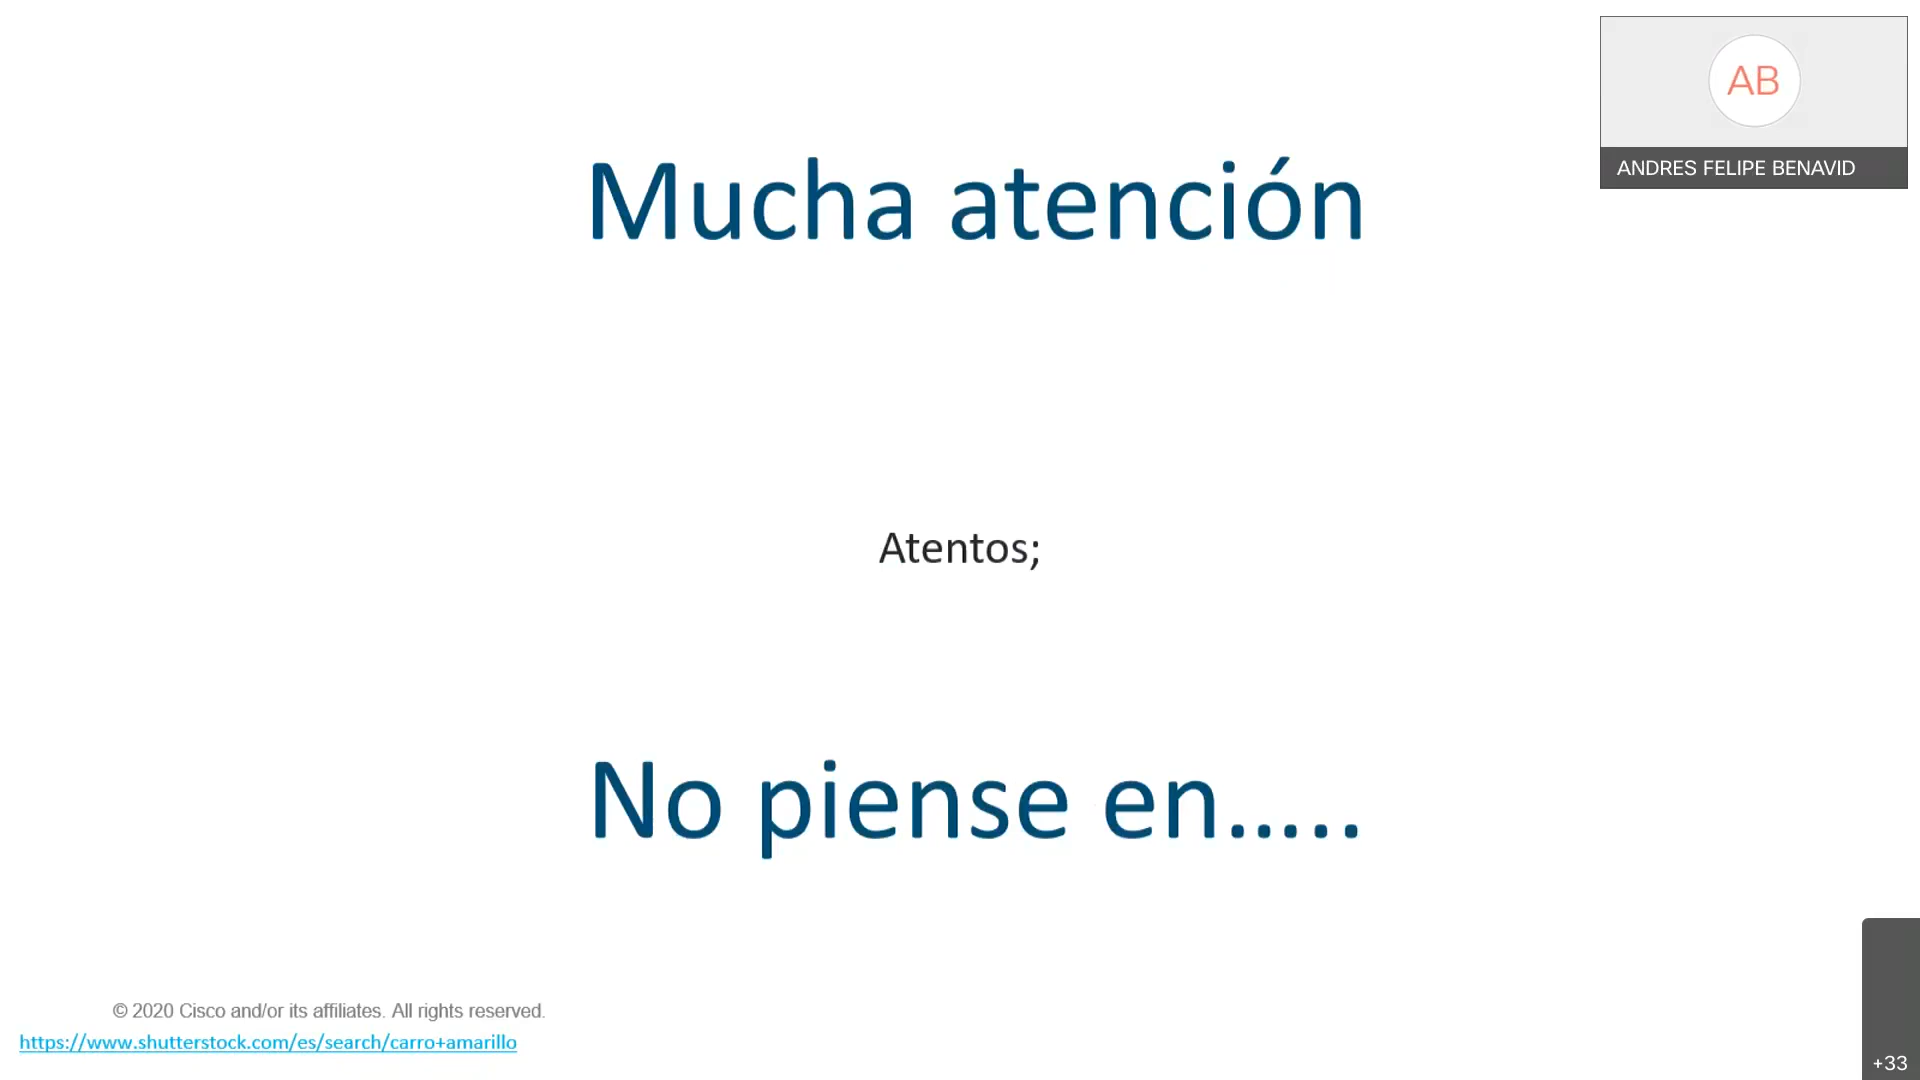 AB
ANDRES FELIPE BENAVID
Mucha atención
Atentos;
No piense en.....
© 2020 Cisco and/or its affiliates. All rights reserved.
https://www.shutterstock.com/es/search/carro+amarillo
+33